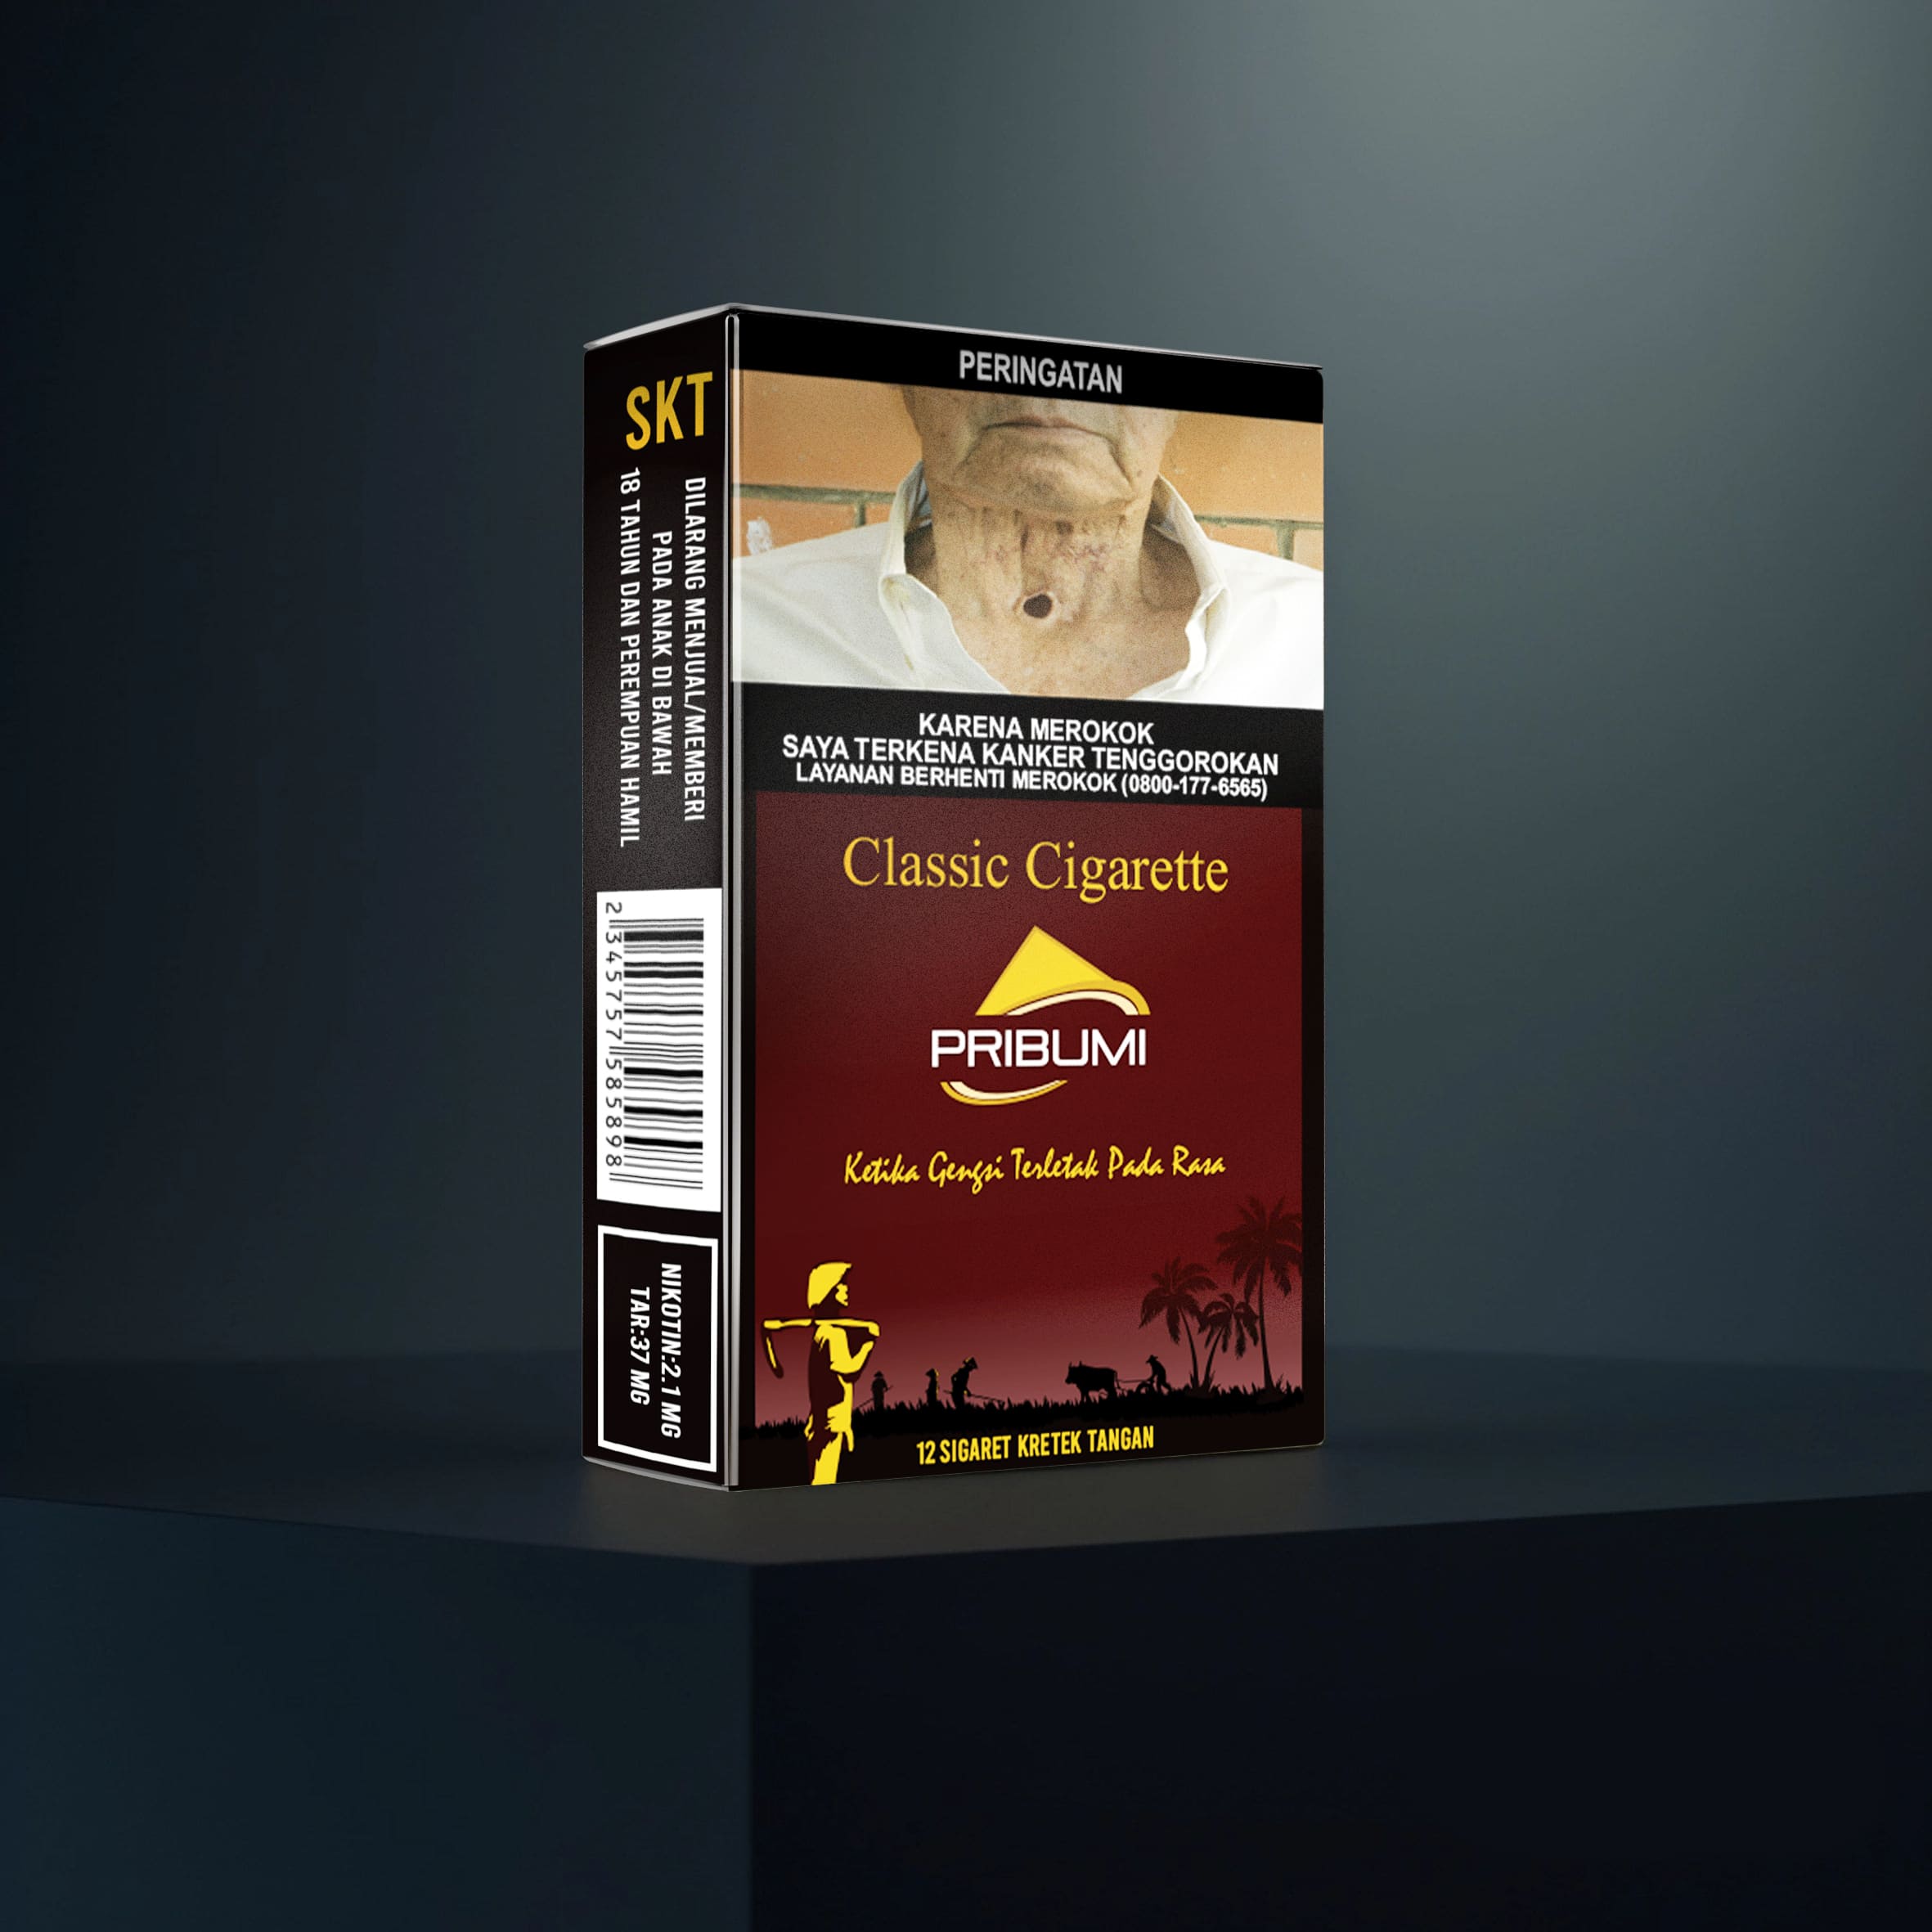 PERINGATAN
KARENA MEROKOK
SAYA TERKENA KANKER TENGGOROKAN
LAYANAN BERHENTI MEROKOK (0800-177-6565)
Classic Cigarette
PRIBUMI
Ketika Gengsi Terletak Pada Rasa
12 SIGARET KRETEK TANGAN
SKT
DILARANG MENJUAL/MEMBERI
PADA ANAK DI BAWAH
18 TAHUN DAN PEREMPUAN HAMIL
2 345757 585898
NIKOTIN:2.1 MG
TAR:37 MG